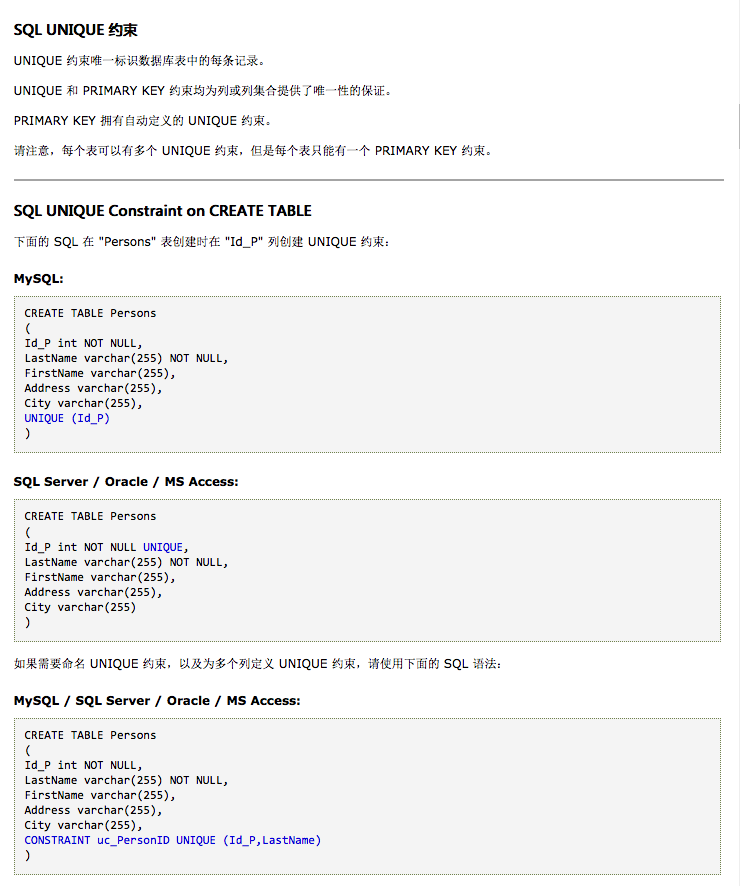 SQL UNIQUE 约束
UNIQUE 约束唯一标识数据库表中的每条记录。
UNIQUE 和 PRIMARY KEY 约束均为列或列集合提供了唯一性的保证。
PRIMARY KEY 拥有自动定义的 UNIQUE 约束。
请注意，每个表可以有多个 UNIQUE 约束，但是每个表只能有一个 PRIMARY KEY 约束。
SQL UNIQUE Constraint on CREATE TABLE
下面的 SQL 在 "Persons" 表创建时在 "Id_P" 列创建 UNIQUE 约束：
MySQL:
CREATE TABLE Persons
(
Id_P int NOT NULL,
LastName varchar(255) NOT NULL,
FirstName varchar(255),
Address varchar(255),
City varchar(255),
UNIQUE (Id_P)
)
SQL Server / Oracle / MS Access:
CREATE TABLE Persons
(
Id_P int NOT NULL UNIQUE,
LastName varchar(255) NOT NULL,
FirstName varchar(255),
Address varchar(255),
City varchar(255)
)
如果需要命名 UNIQUE 约束，以及为多个列定义 UNIQUE 约束，请使用下面的 SQL 语法：
MySQL / SQL Server / Oracle / MS Access:
CREATE TABLE Persons
(
Id_P int NOT NULL,
LastName varchar(255) NOT NULL,
FirstName varchar(255),
Address varchar(255),
City varchar(255),
CONSTRAINT uc_PersonID UNIQUE (Id_P,LastName)
)